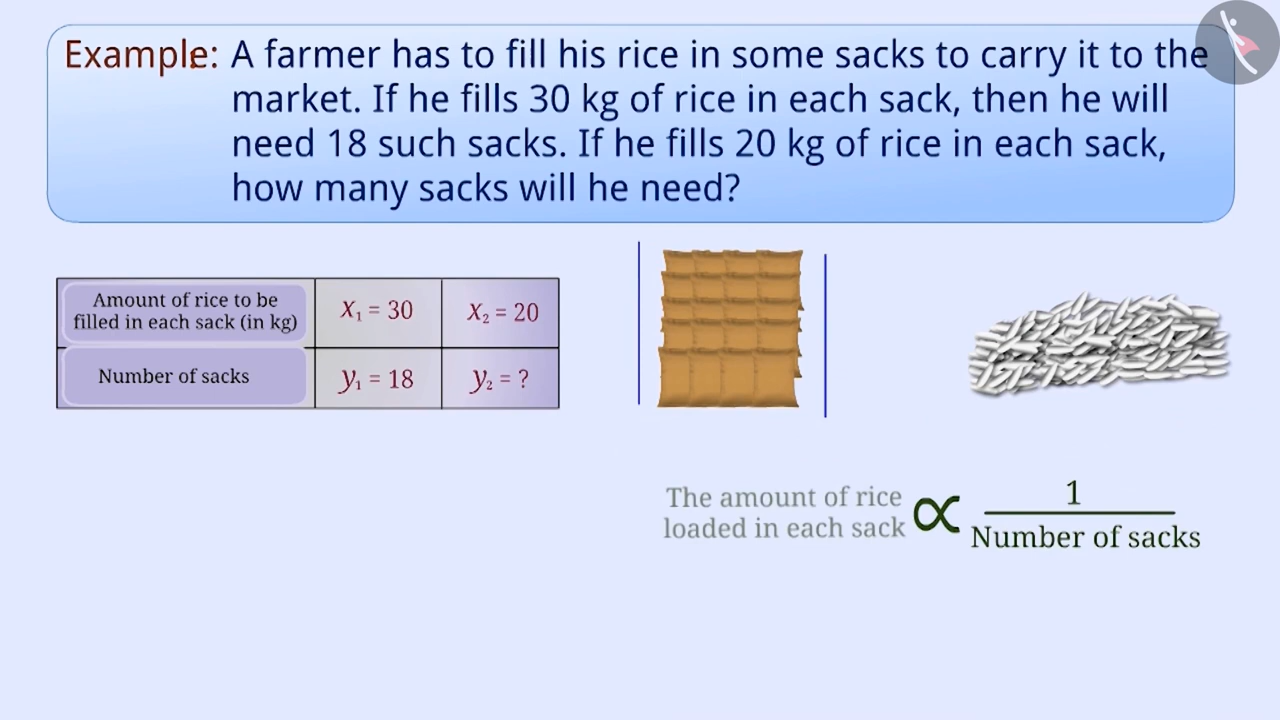 Example: A farmer has to fill his rice in some sacks to carry it to the
market. If he fills 30 kg of rice in each sack, then he will
need 18 such sacks. If he fills 20 kg of rice in each sack,
how many sacks will he need?
Amount of rice to be
filled in each sack (in kg)
x₁ = 30
x₂ = 20
Number of sacks
y₁ = 18
y₂ = ?
The amount of rice
loaded in each sack
∝
1
Number of sacks